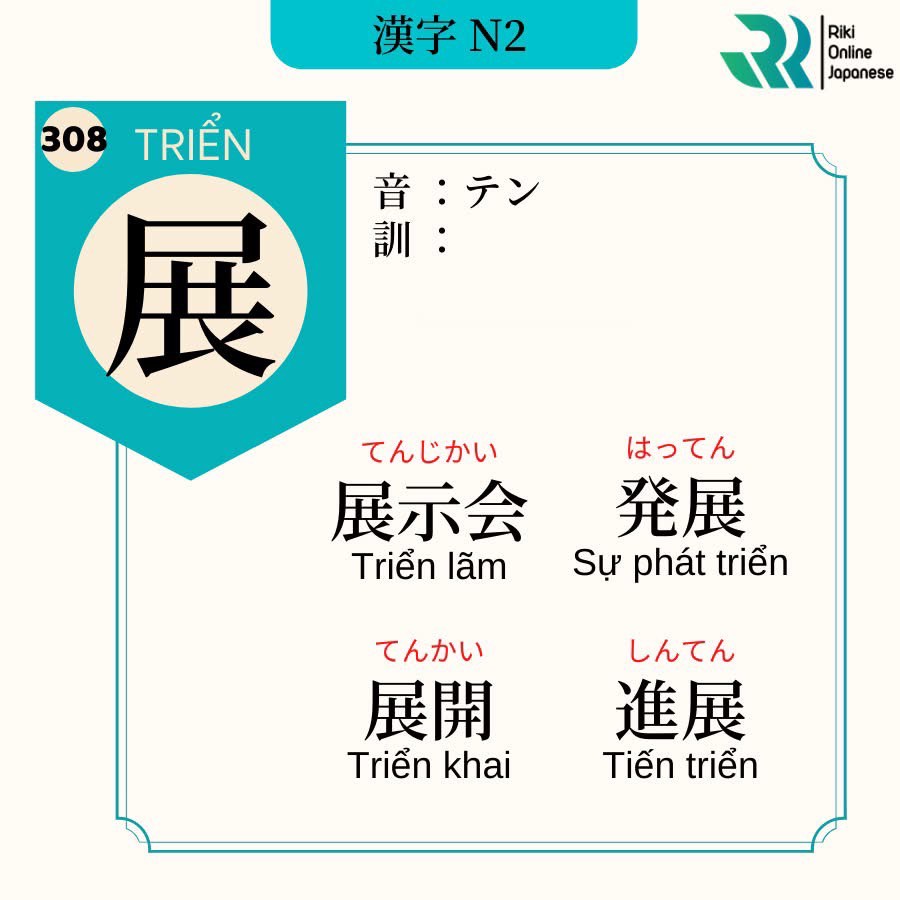 漢字 N2
Riki
Online
Japanese
308
TRIỂN
展
音 ：テン
訓 ：
てんじかい
展示会
Triển lãm
はってん
発展
Sự phát triển
てんかい
展開
Triển khai
しんてん
進展
Tiến triển